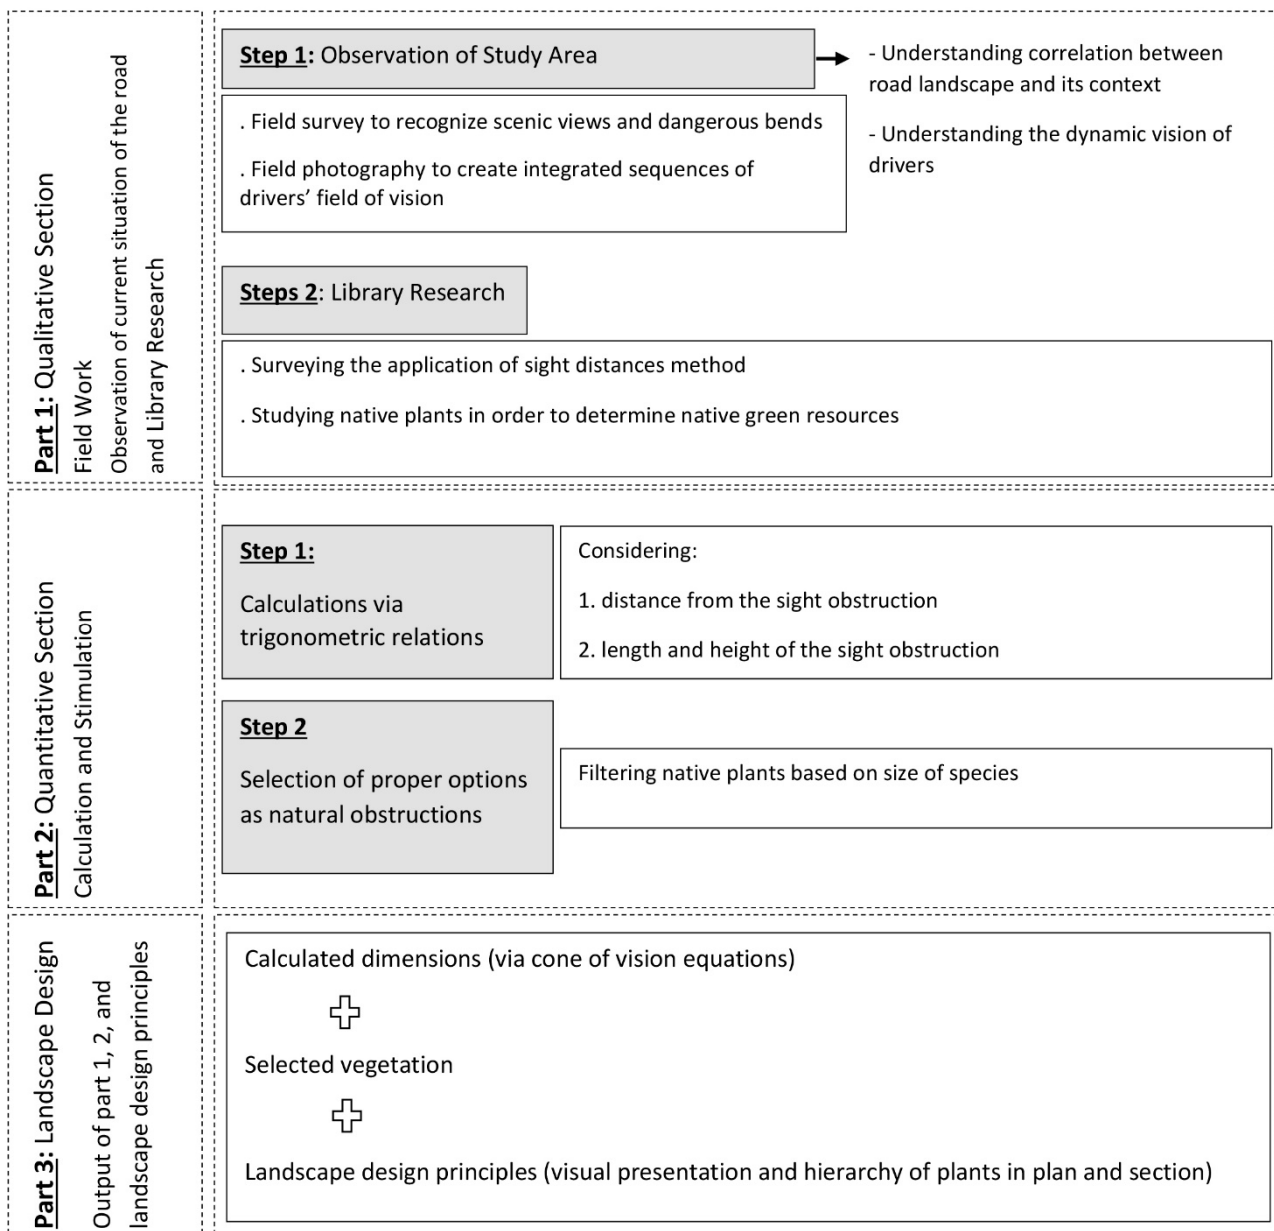 Part 1: Qualitative Section
Field Work
Observation of current situation of the road
and Library Research
Step 1: Observation of Study Area
- Understanding correlation between
road landscape and its context
- Understanding the dynamic vision of
drivers
. Field survey to recognize scenic views and dangerous bends
. Field photography to create integrated sequences of
drivers’ field of vision
Steps 2: Library Research
. Surveying the application of sight distances method
. Studying native plants in order to determine native green resources
Part 2: Quantitative Section
Calculation and Stimulation
Step 1:
Calculations via
trigonometric relations
Considering:
1. distance from the sight obstruction
2. length and height of the sight obstruction
Step 2
Selection of proper options
as natural obstructions
Filtering native plants based on size of species
Part 3: Landscape Design
Output of part 1, 2, and
landscape design principles
Calculated dimensions (via cone of vision equations)
Selected vegetation
Landscape design principles (visual presentation and hierarchy of plants in plan and section)